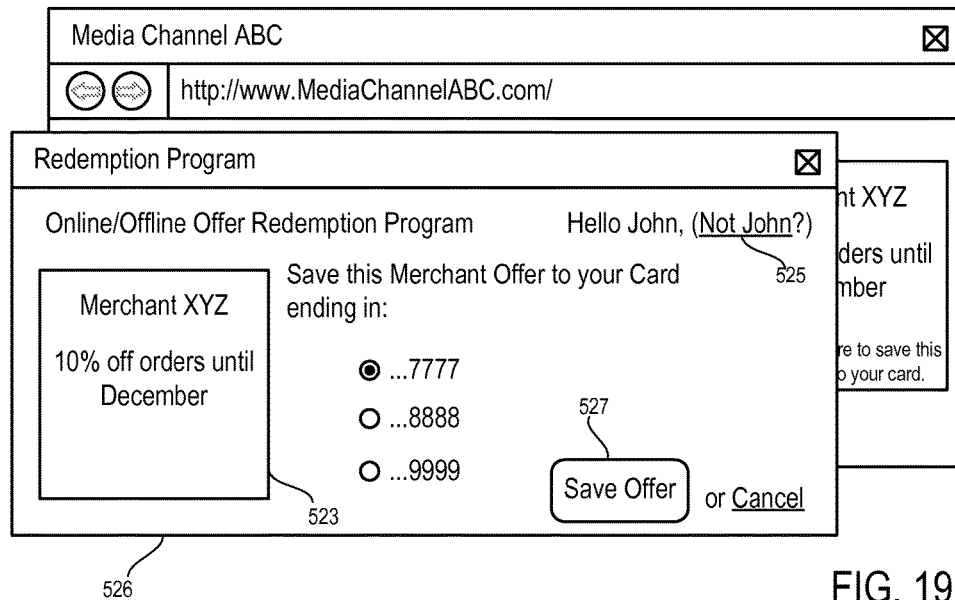 Media Channel ABC
http://www.MediaChannelABC.com/
Redemption Program
Online/Offline Offer Redemption Program
Hello John, (Not John?)
525
Merchant XYZ
10% off orders until
December
523
Save this Merchant Offer to your Card
ending in:
...7777
...8888
...9999
527
Save Offer
or Cancel
526
nt XYZ
ders until
mber
re to save this
o your card.
FIG. 19